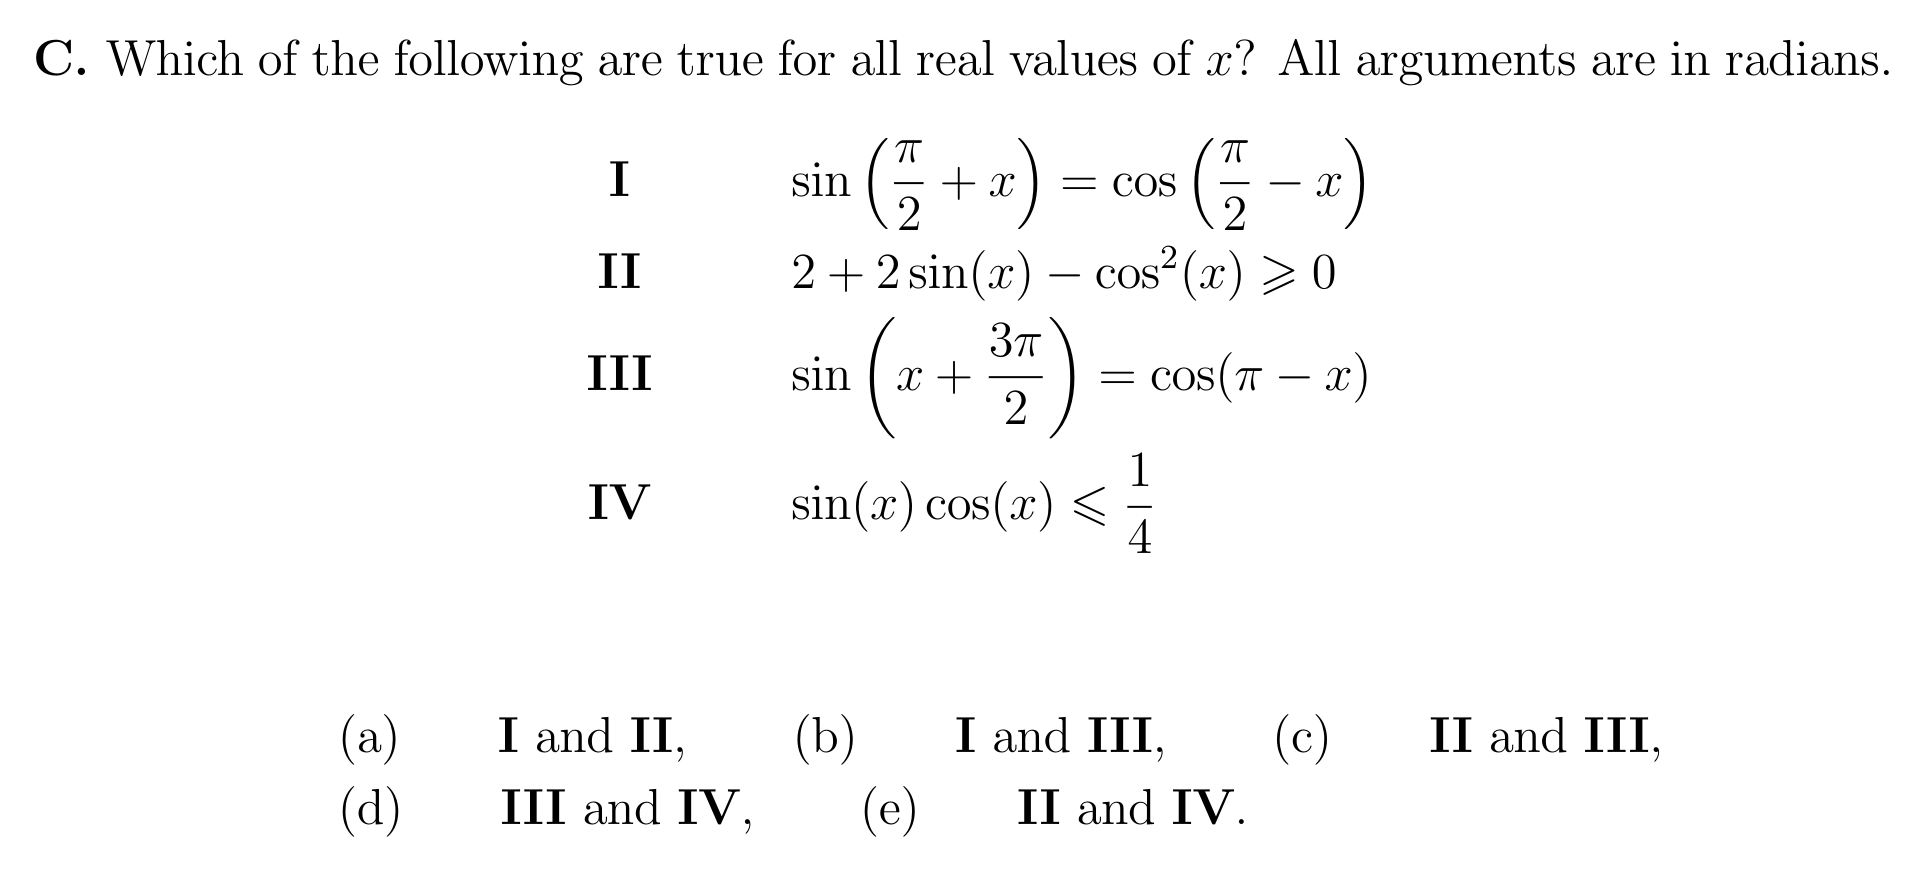 C. Which of the following are true for all real values of x? All arguments are in radians.
I sin(π/2 + x) = cos(π/2 − x)
II 2 + 2 sin(x) − cos²(x) ⩾ 0
III sin(x + 3π/2) = cos(π − x)
IV sin(x) cos(x) ⩽ 1/4
(a) I and II, (b) I and III, (c) II and III,
(d) III and IV, (e) II and IV.